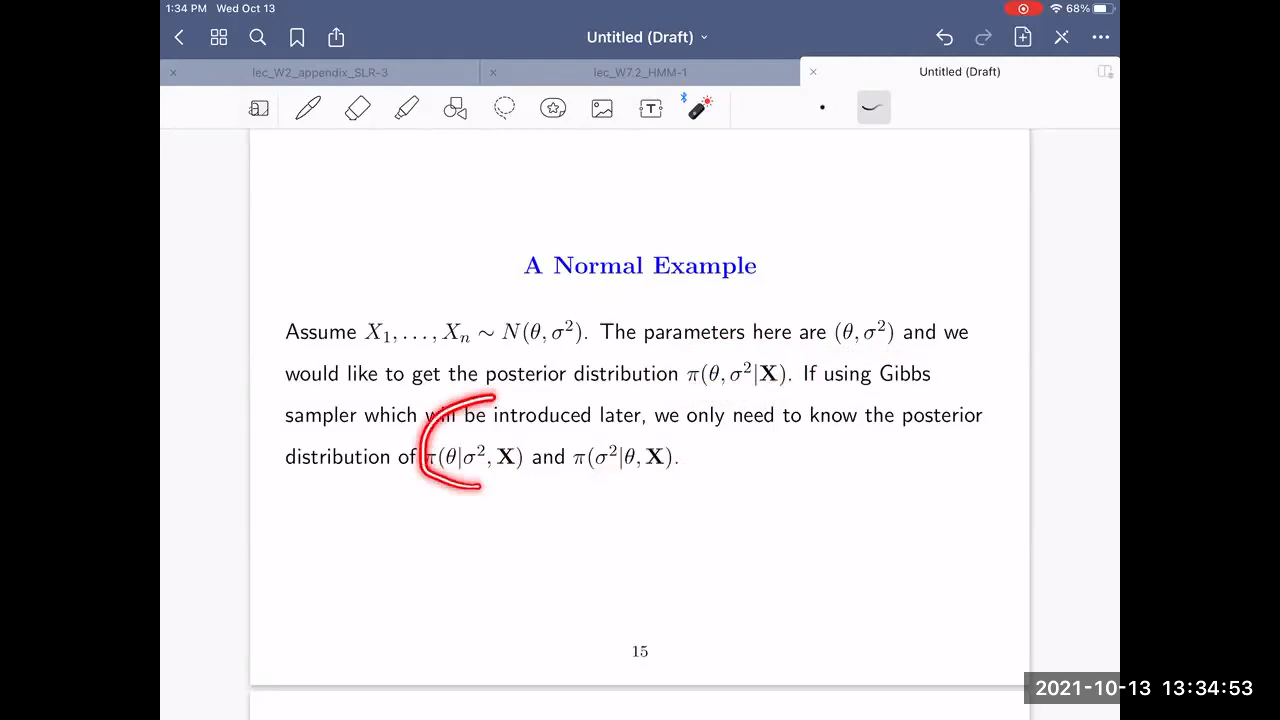 1:34 PM Wed Oct 13
68%
Untitled (Draft)
lec_W2_appendix_SLR-3
lec_W7.2_HMM-1
Untitled (Draft)
A Normal Example
Assume X₁, . . . , Xₙ ∼ N(θ, σ²). The parameters here are (θ, σ²) and we
would like to get the posterior distribution π(θ, σ²|𝐗). If using Gibbs
sampler which will be introduced later, we only need to know the posterior
distribution of π(θ|σ², 𝐗) and π(σ²|θ, 𝐗).
15
2021-10-13 13:34:53